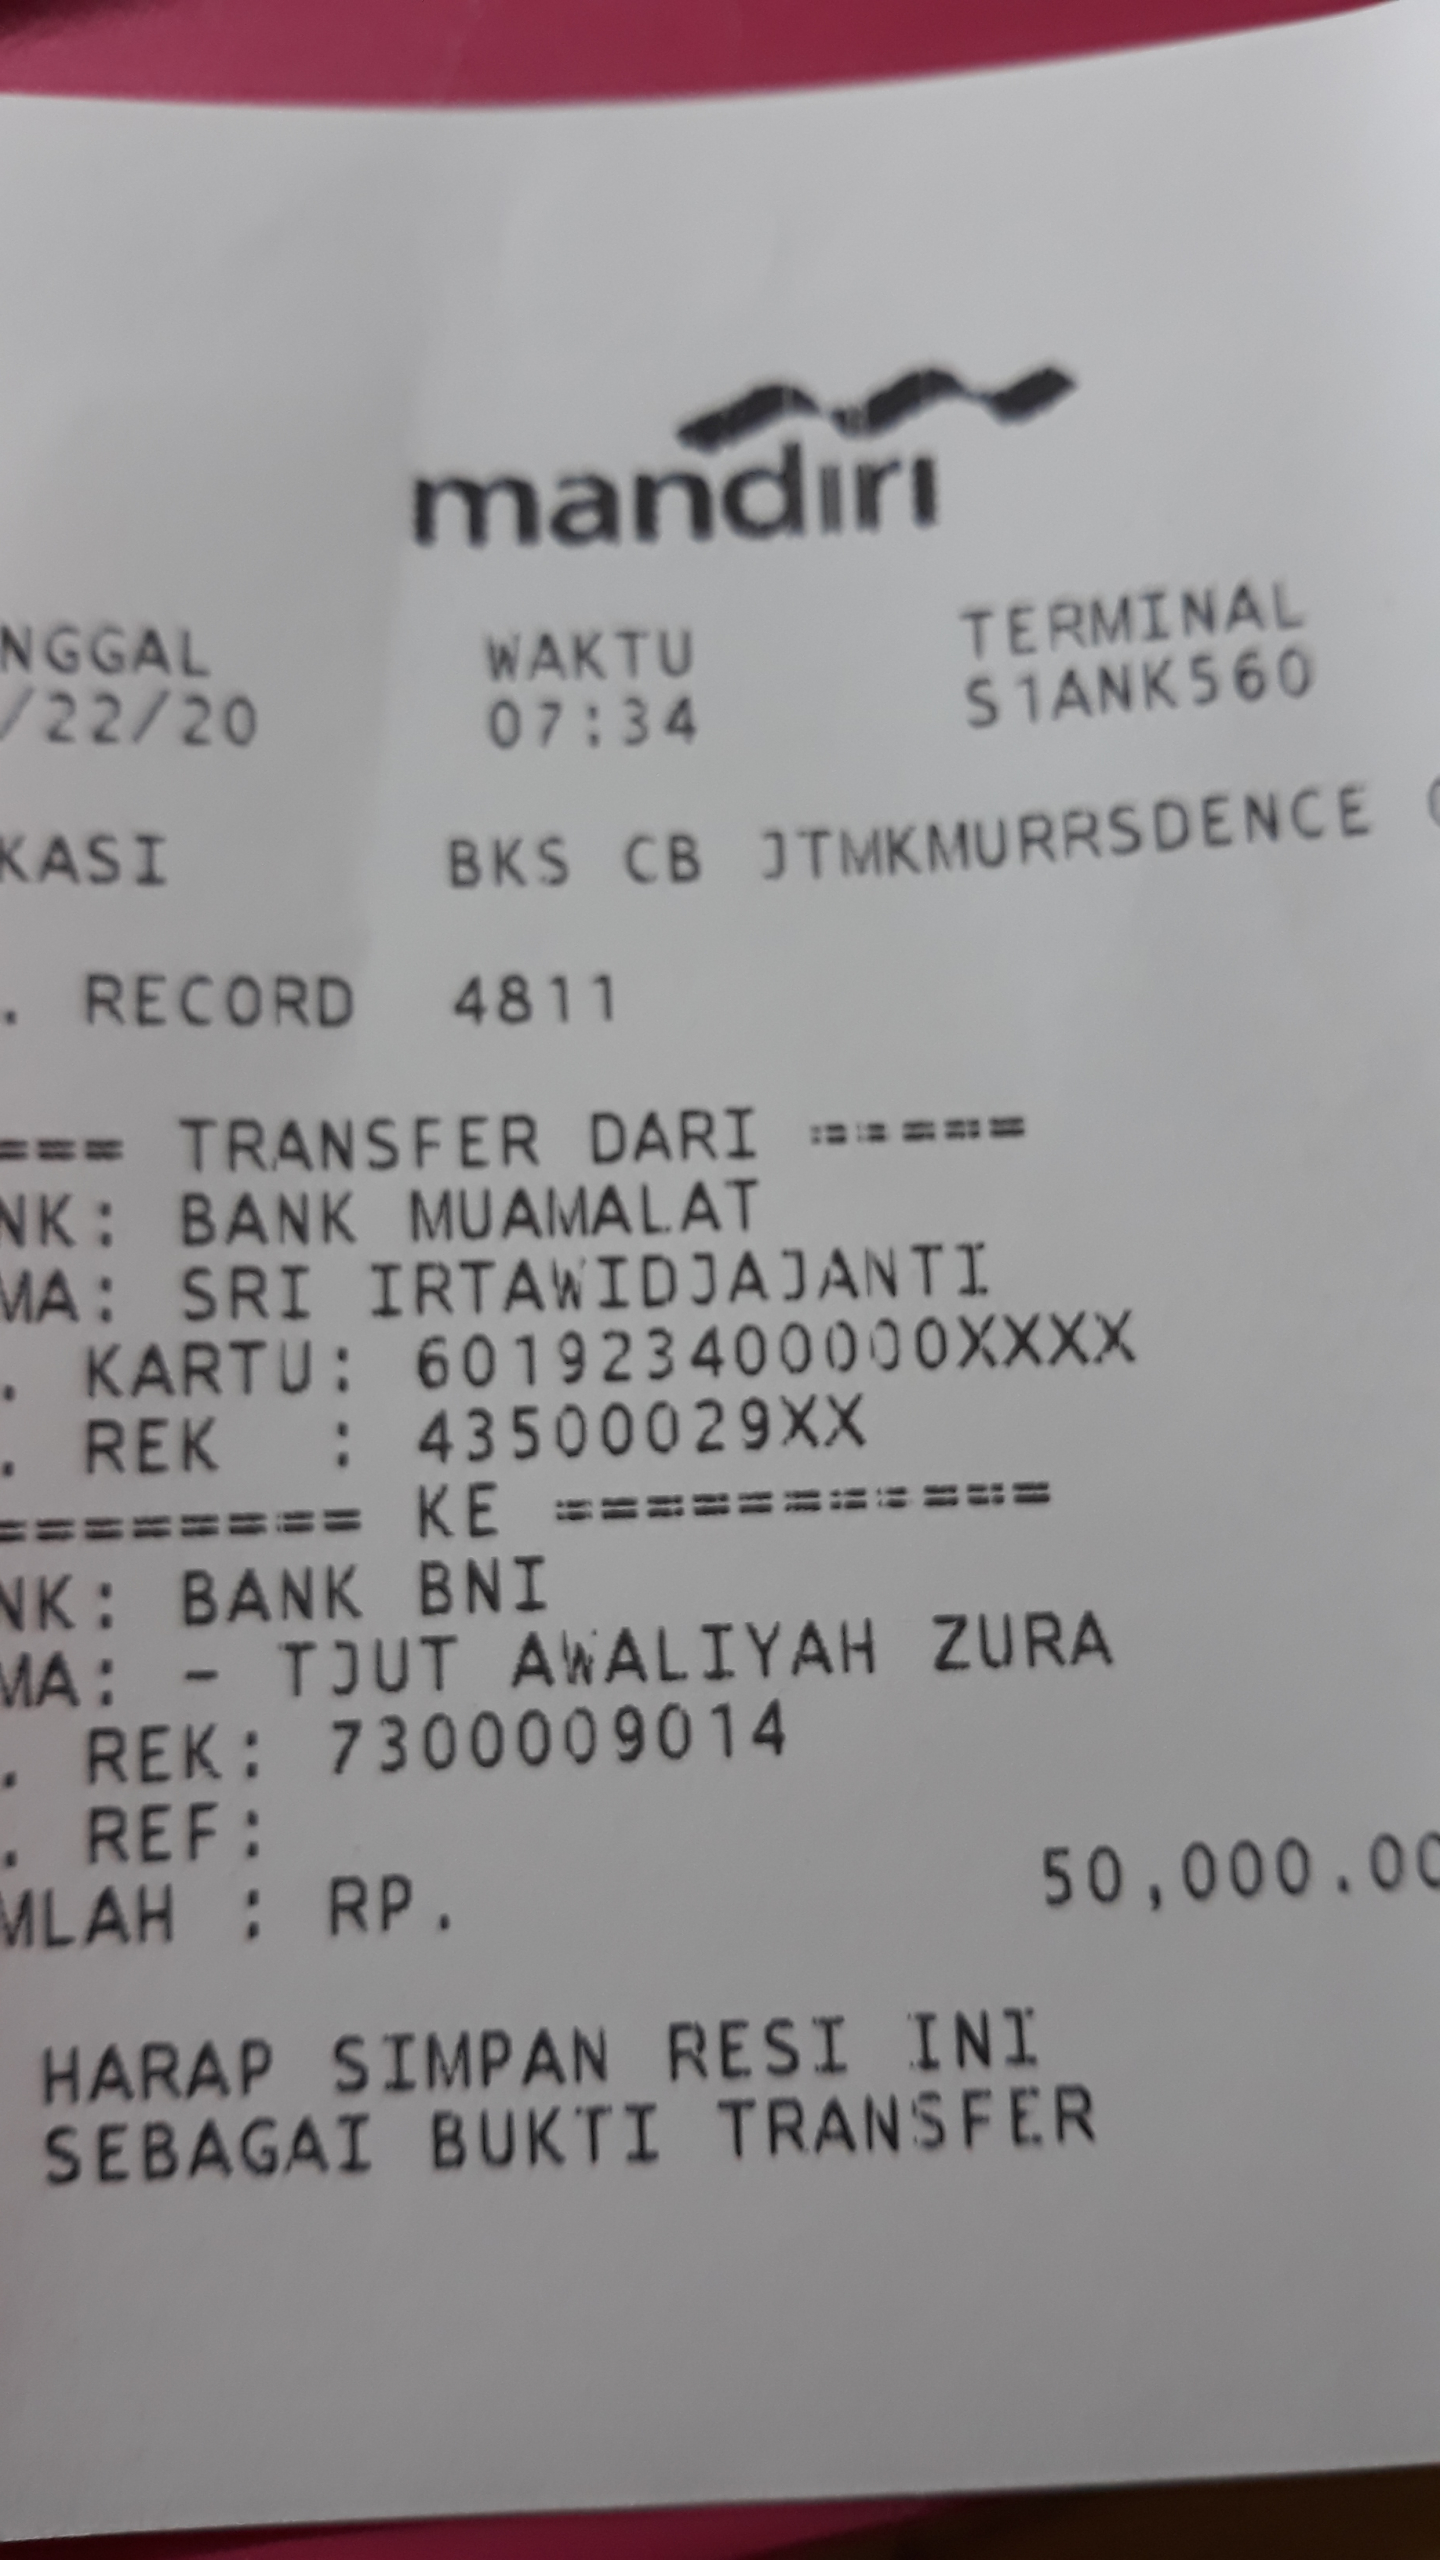 mandiri
NGGAL WAKTU TERMINAL
/22/20 07:34 S1ANK560
KASI BKS CB JTMKMURRSDENCE
. RECORD 4811
=== TRANSFER DARI =====
NK: BANK MUAMALAT
MA: SRI IRTAWIDJAJANTI
. KARTU: 601923400000XXXX
. REK : 43500029XX
======== KE ===========
NK: BANK BNI
MA: - TJUT AWALIYAH ZURA
. REK: 7300009014
. REF:
MLAH : RP. 50,000.00
HARAP SIMPAN RESI INI
SEBAGAI BUKTI TRANSFER